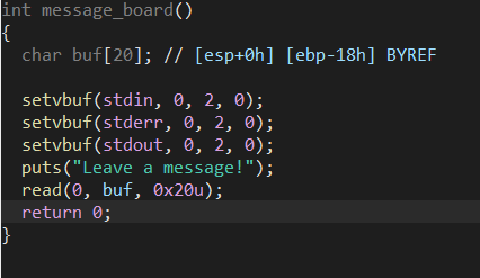 int message_board()
{
char buf[20]; // [esp+0h] [ebp-18h] BYREF
setvbuf(stdin, 0, 2, 0);
setvbuf(stderr, 0, 2, 0);
setvbuf(stdout, 0, 2, 0);
puts("Leave a message!");
read(0, buf, 0x20u);
return 0;
}